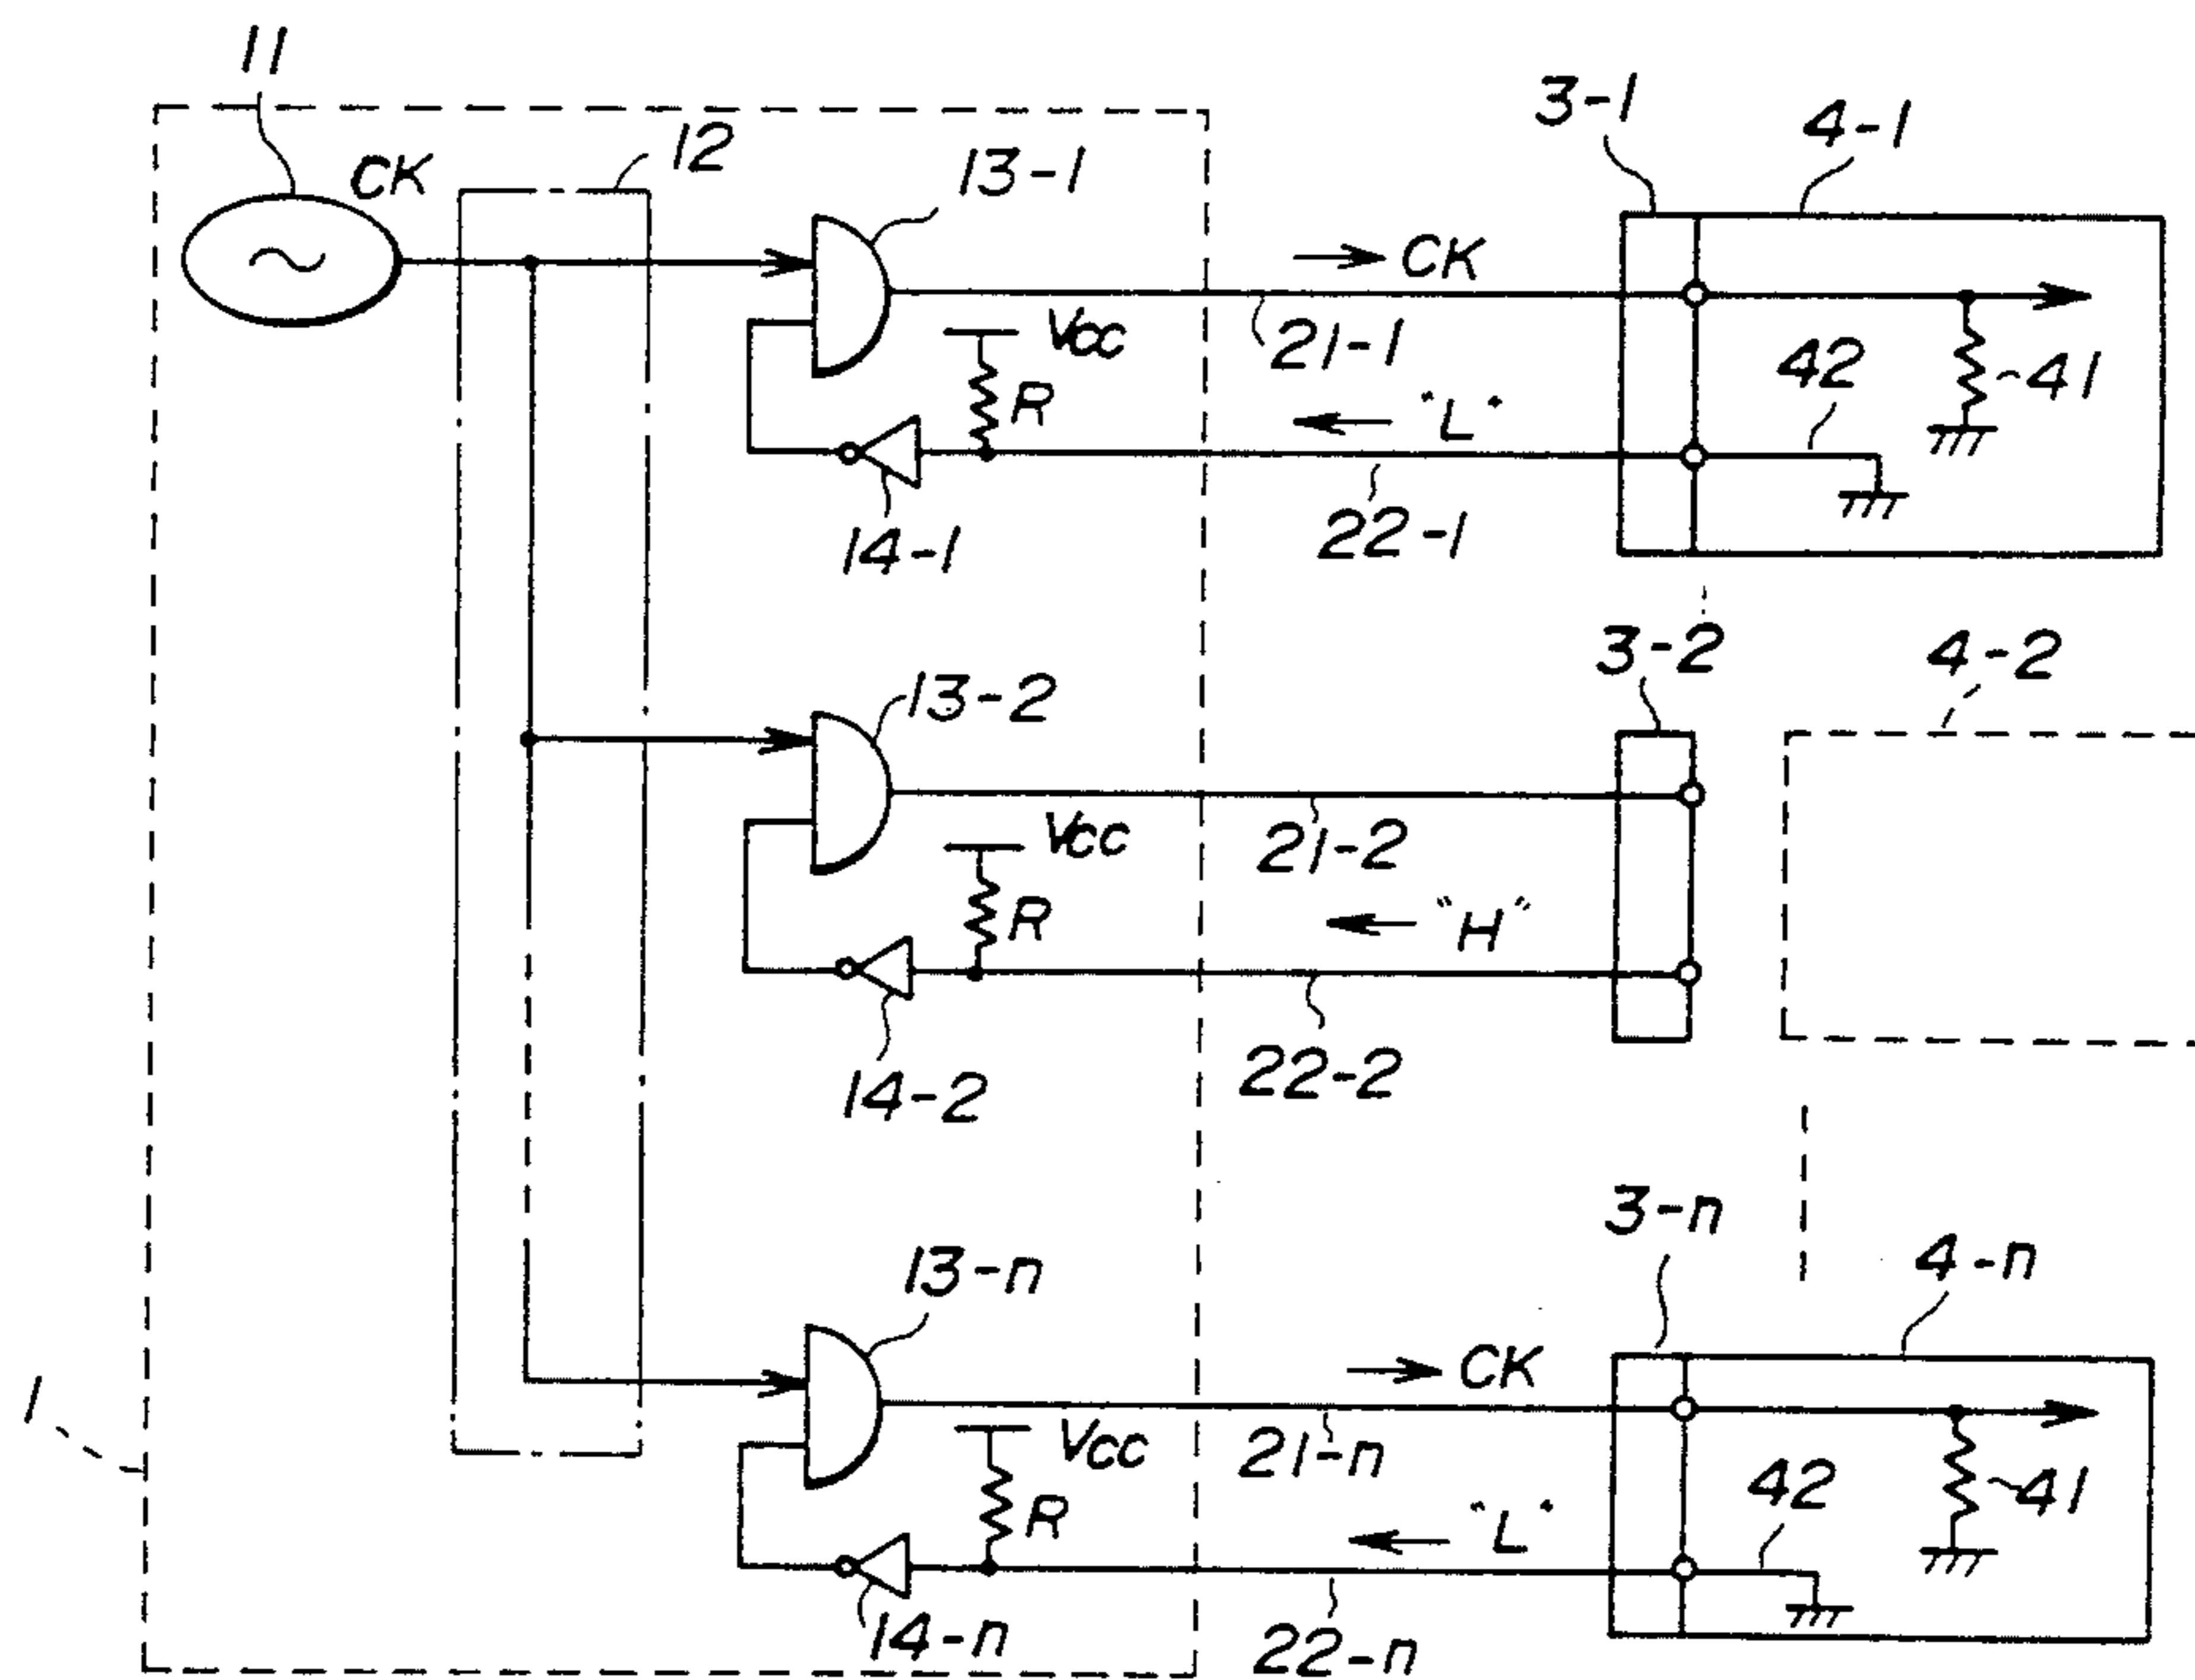 11
CK
12
13-1
3-1
4-1
CK
Vcc
R
21-1
42
41
"L"
14-1
22-1
3-2
4-2
13-2
Vcc
R
21-2
"H"
14-2
22-2
3-n
4-n
13-n
CK
1
Vcc
R
21-n
42
41
"L"
14-n
22-n